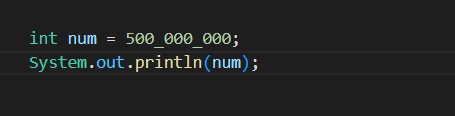 int num = 500_000_000;
System.out.println(num);